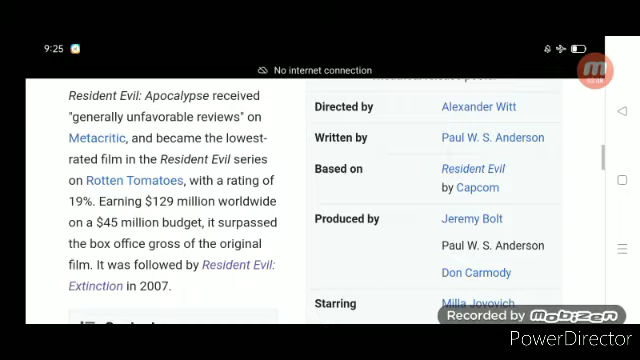 9:25
No internet connection
Resident Evil: Apocalypse received
"generally unfavorable reviews" on
Metacritic, and became the lowest-
rated film in the Resident Evil series
on Rotten Tomatoes, with a rating of
19%. Earning $129 million worldwide
on a $45 million budget, it surpassed
the box office gross of the original
film. It was followed by Resident Evil:
Extinction in 2007.
Directed by Alexander Witt
Written by Paul W. S. Anderson
Based on Resident Evil
by Capcom
Produced by Jeremy Bolt
Paul W. S. Anderson
Don Carmody
Starring Milla Jovovich
Recorded by Mobizen
PowerDirector